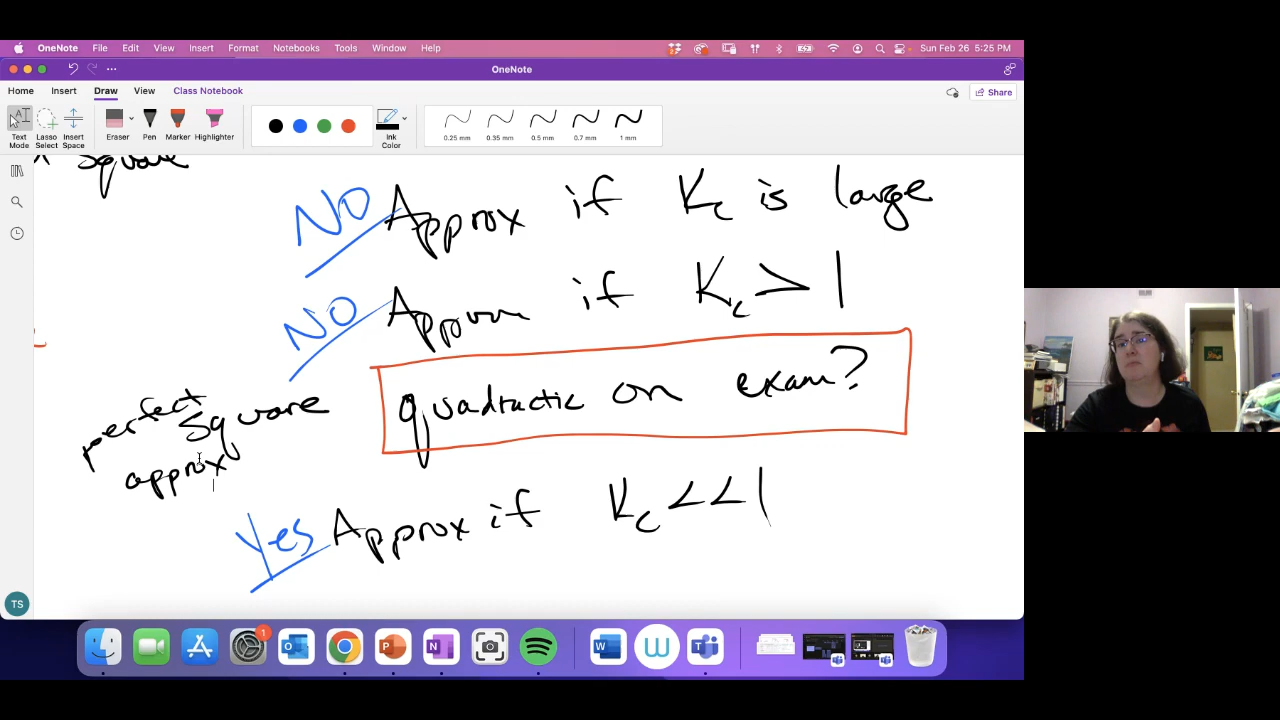 OneNote File Edit View Insert Format Notebooks Tools Window Help Sun Feb 26 5:25 PM
OneNote
Home Insert Draw View Class Notebook Share
Text Mode
Lasso Select
Insert Space
Eraser
Pen
Marker
Highlighter
Ink Color
0.25 mm 0.35 mm 0.5 mm 0.7 mm 1 mm
Square
NO Approx if Kc is large
NO Approx if Kc > 1
quadractic on exam?
perfect square
approx
Yes Approx if Kc << 1
TS